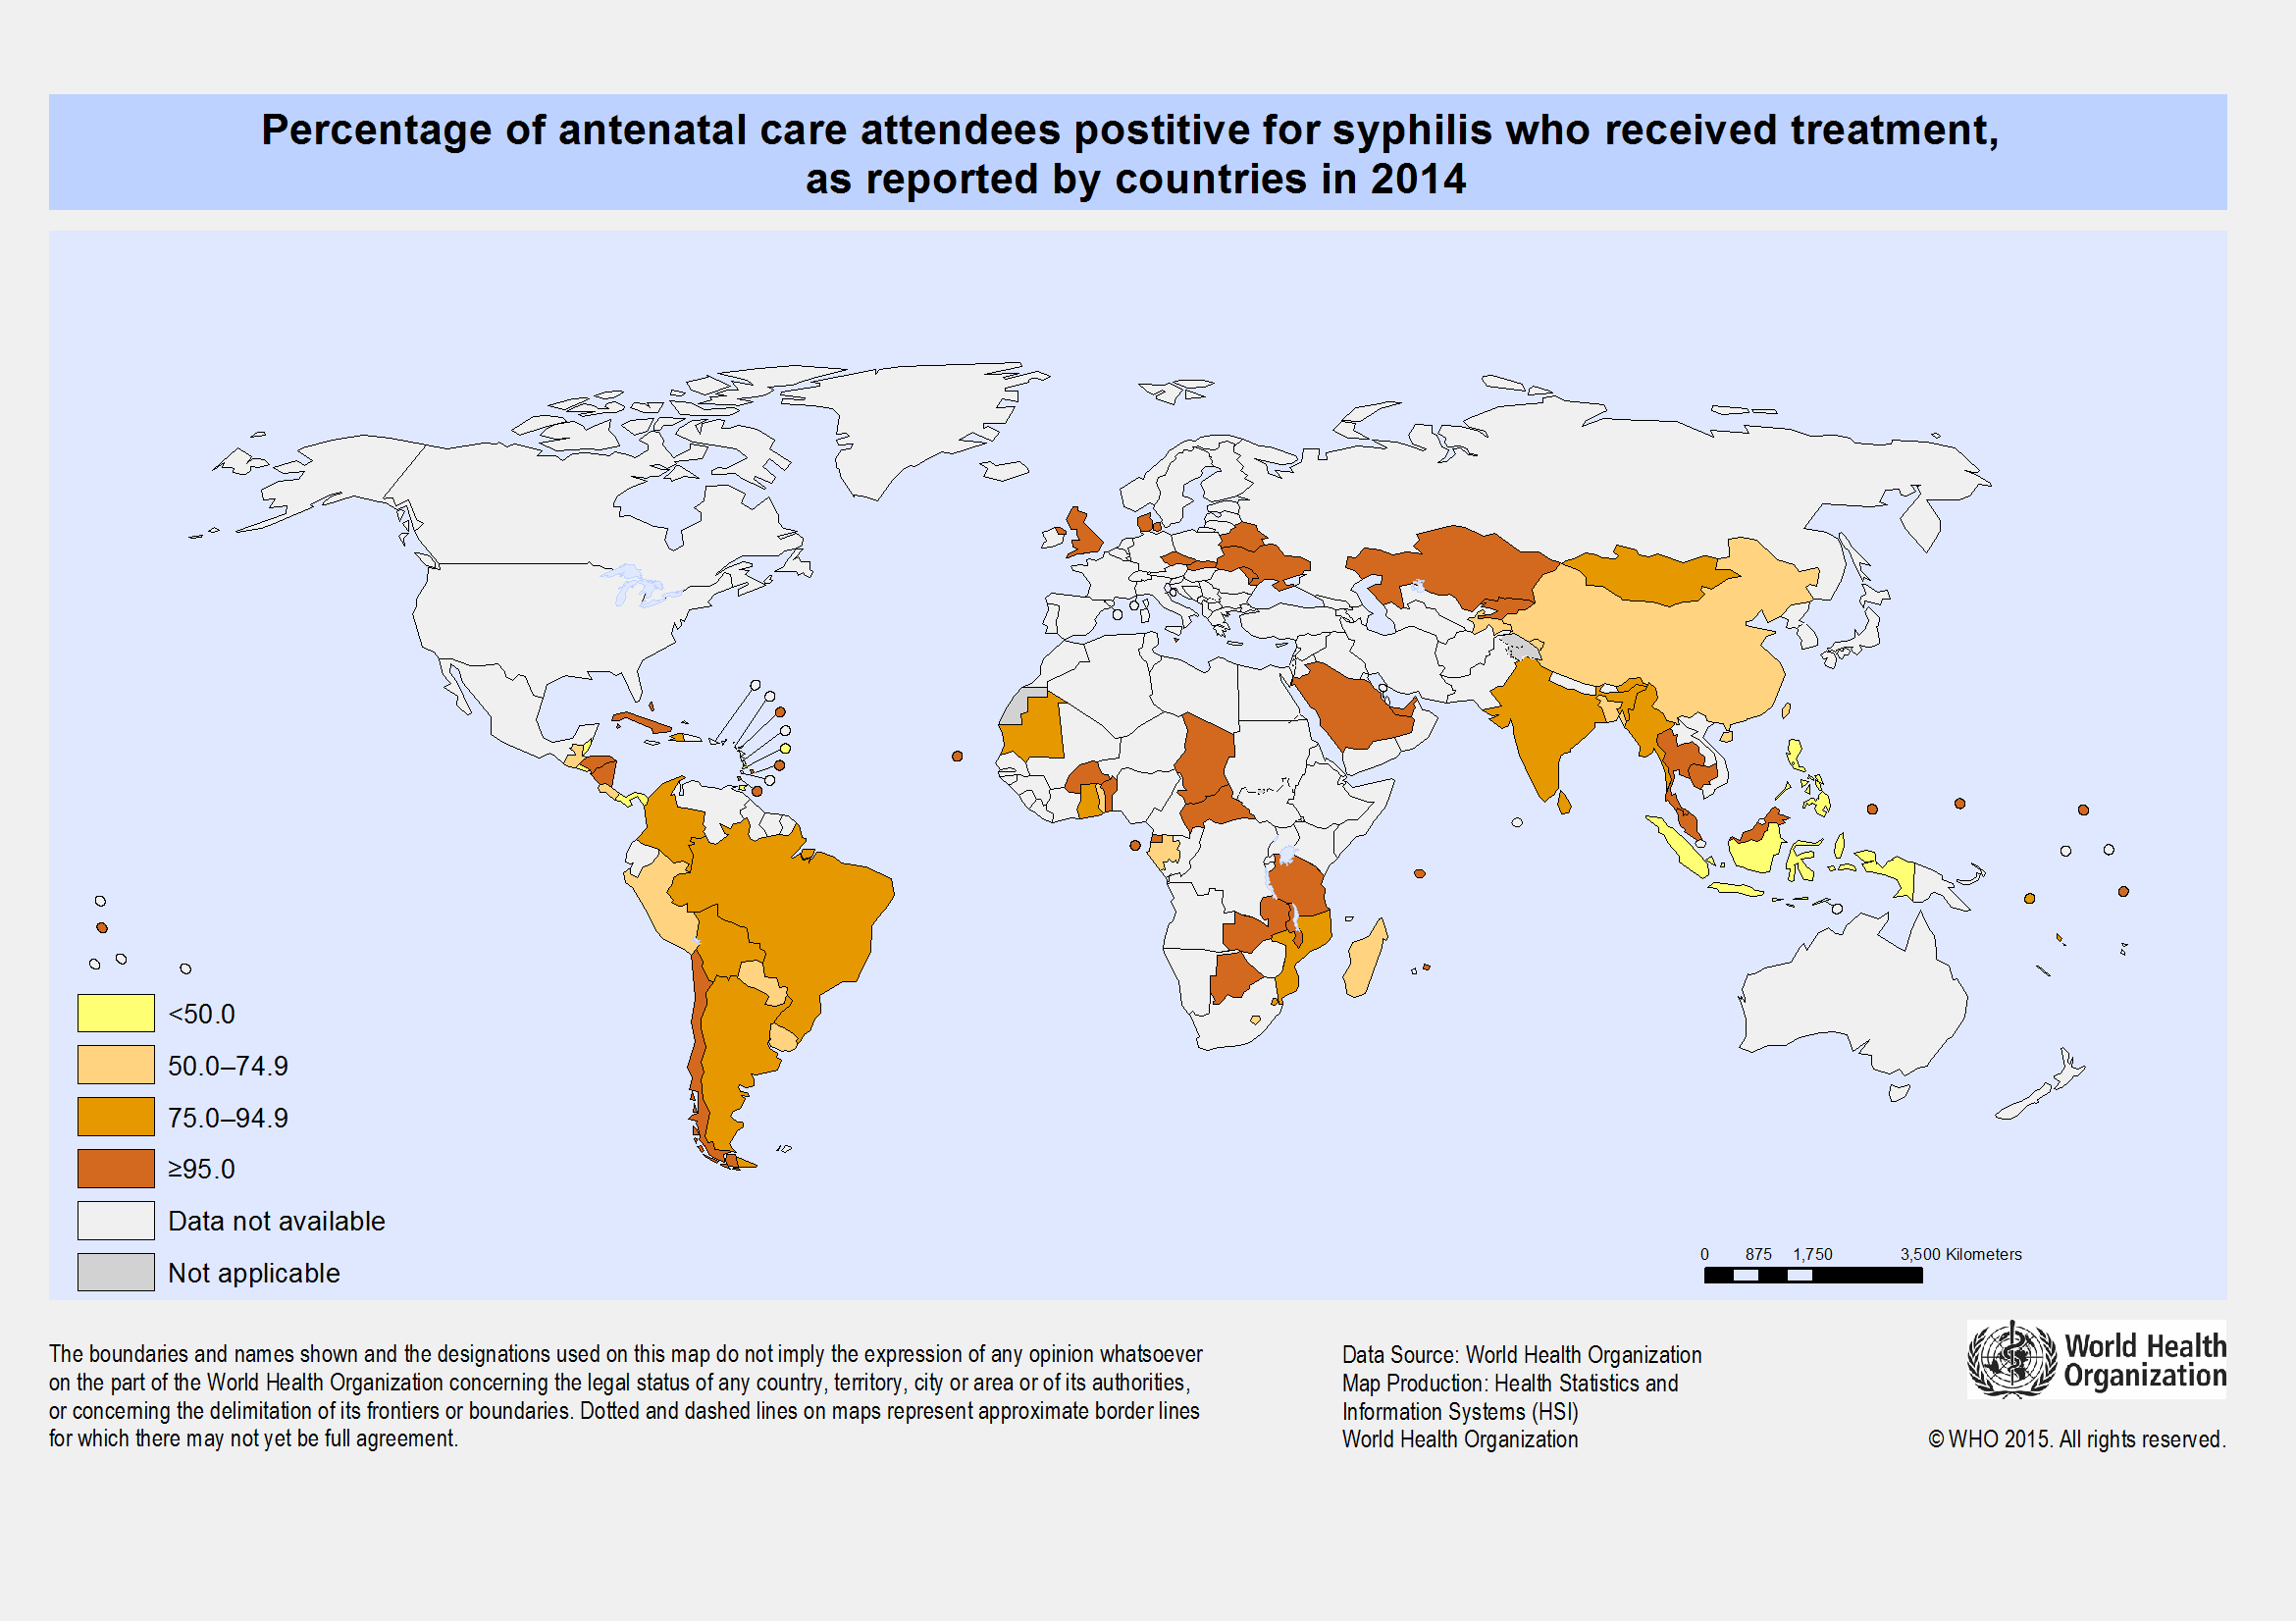 Percentage of antenatal care attendees postitive for syphilis who received treatment,
as reported by countries in 2014
<50.0
50.0–74.9
75.0–94.9
≥95.0
Data not available
Not applicable
0 875 1,750 3,500 Kilometers
The boundaries and names shown and the designations used on this map do not imply the expression of any opinion whatsoever
on the part of the World Health Organization concerning the legal status of any country, territory, city or area or of its authorities,
or concerning the delimitation of its frontiers or boundaries. Dotted and dashed lines on maps represent approximate border lines
for which there may not yet be full agreement.
Data Source: World Health Organization
Map Production: Health Statistics and
Information Systems (HSI)
World Health Organization
World Health
Organization
© WHO 2015. All rights reserved.